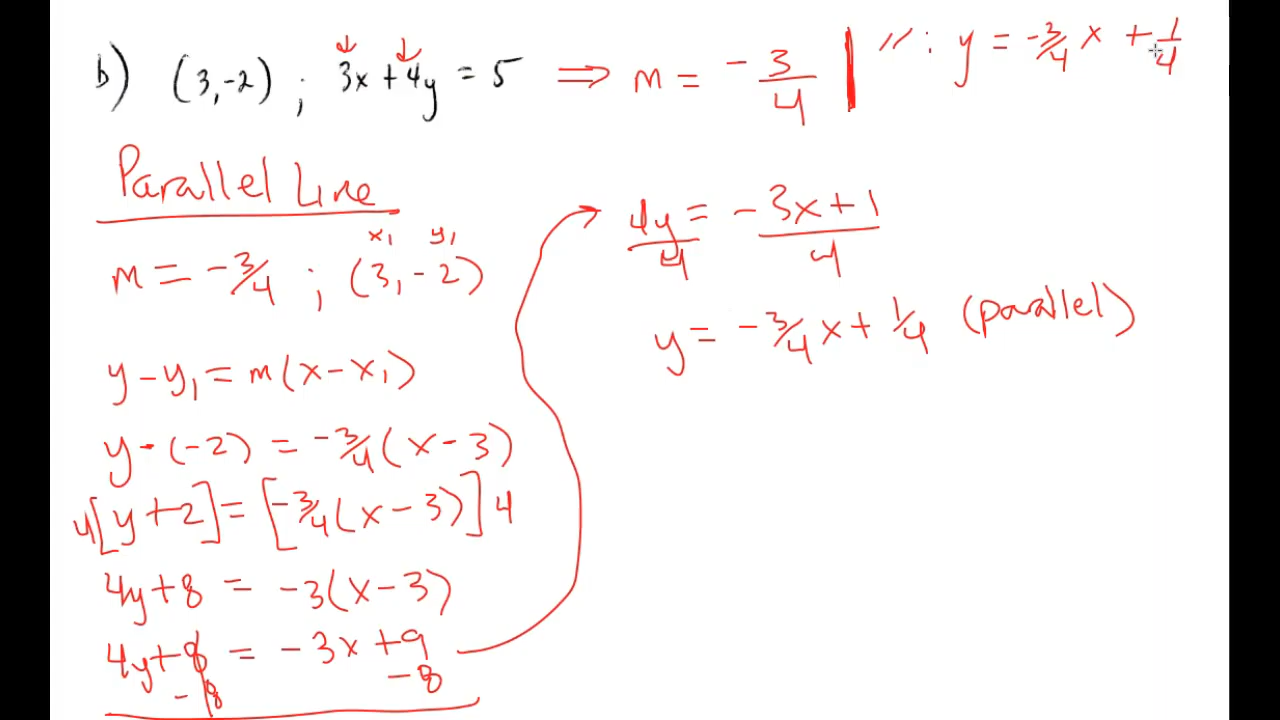 b) (3,-2) ; 3x + 4y = 5 ⇒ m = -3/4 | // : y = -3/4 x + 1/4
Parallel Line
x₁ y₁
m = -3/4 ; (3, -2)
y - y₁ = m(x - x₁)
y - (-2) = -3/4 (x - 3)
4[y + 2] = [-3/4 (x - 3)] 4
4y + 8 = -3(x - 3)
4y + 8 = -3x + 9
- 8 - 8
4y/4 = (-3x + 1)/4
y = -3/4 x + 1/4 (parallel)